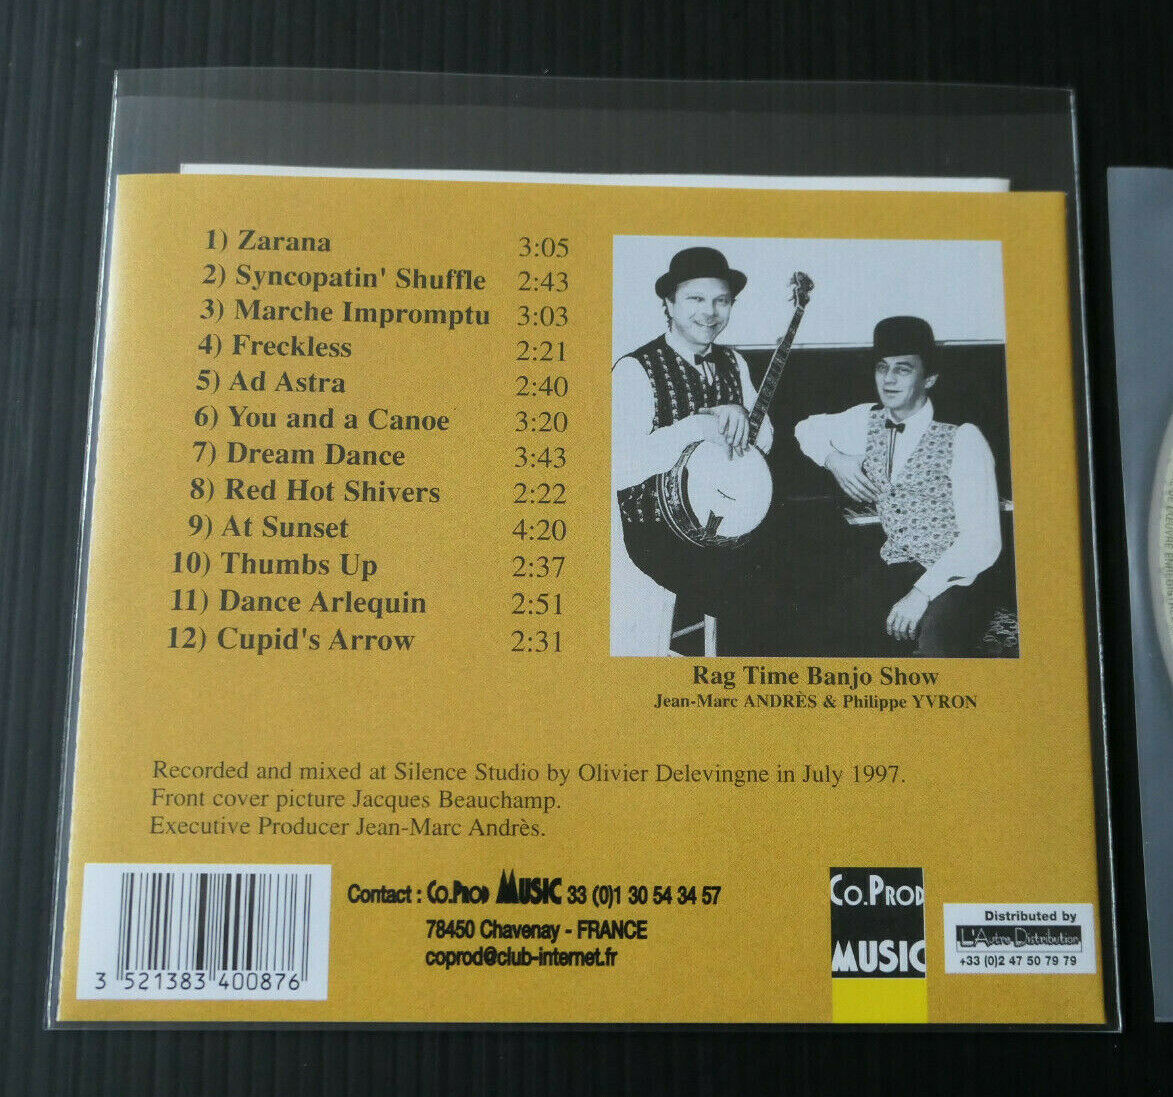 1) Zarana 3:05
2) Syncopatin' Shuffle 2:43
3) Marche Impromptu 3:03
4) Freckless 2:21
5) Ad Astra 2:40
6) You and a Canoe 3:20
7) Dream Dance 3:43
8) Red Hot Shivers 2:22
9) At Sunset 4:20
10) Thumbs Up 2:37
11) Dance Arlequin 2:51
12) Cupid's Arrow 2:31
Rag Time Banjo Show
Jean-Marc ANDRÈS & Philippe YVRON
Recorded and mixed at Silence Studio by Olivier Delevingne in July 1997.
Front cover picture Jacques Beauchamp.
Executive Producer Jean-Marc Andrès.
3 521383 400876
Contact : Co.Prod MUSIC 33 (0)1 30 54 34 57
78450 Chavenay - FRANCE
coprod@club-internet.fr
Co.Prod
MUSIC
Distributed by
L'Autre Distribution
+33 (0)2 47 50 79 79